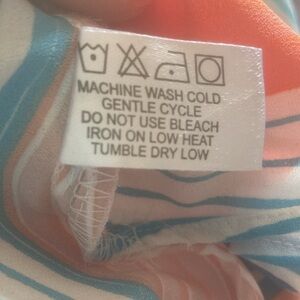 MACHINE WASH COLD
GENTLE CYCLE
DO NOT USE BLEACH
IRON ON LOW HEAT
TUMBLE DRY LOW